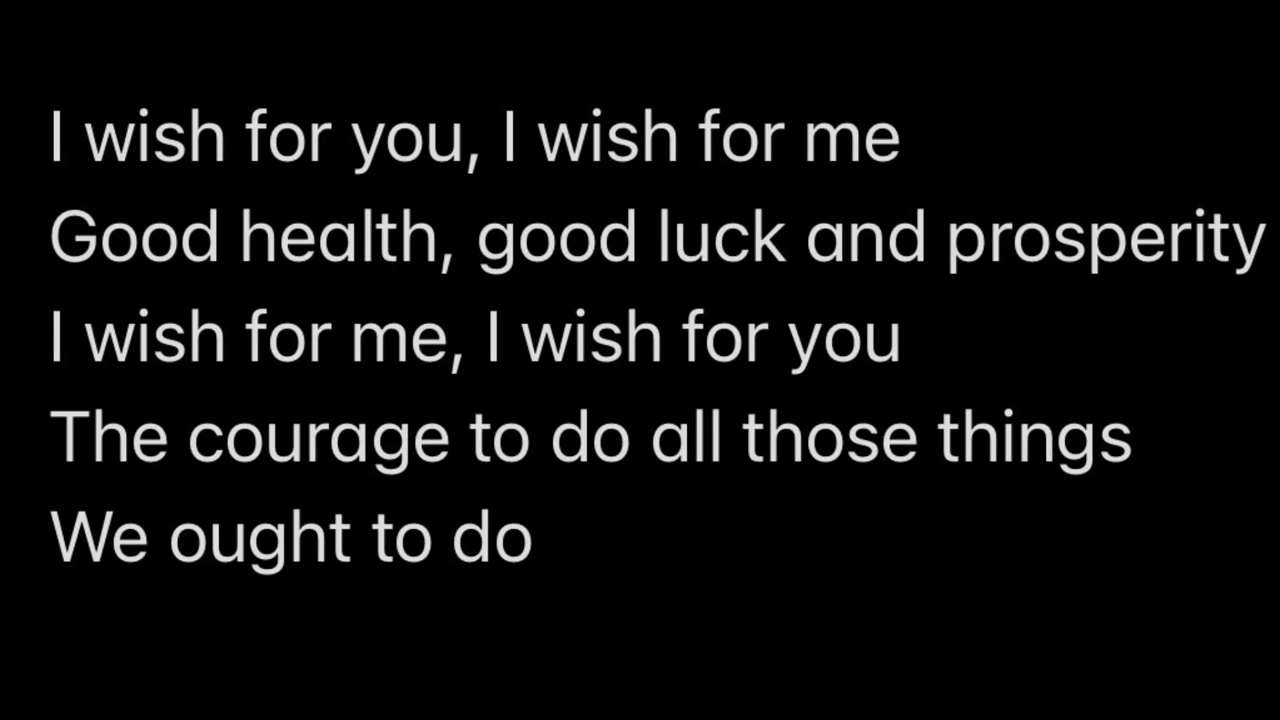 I wish for you, I wish for me
Good health, good luck and prosperity
I wish for me, I wish for you
The courage to do all those things
We ought to do